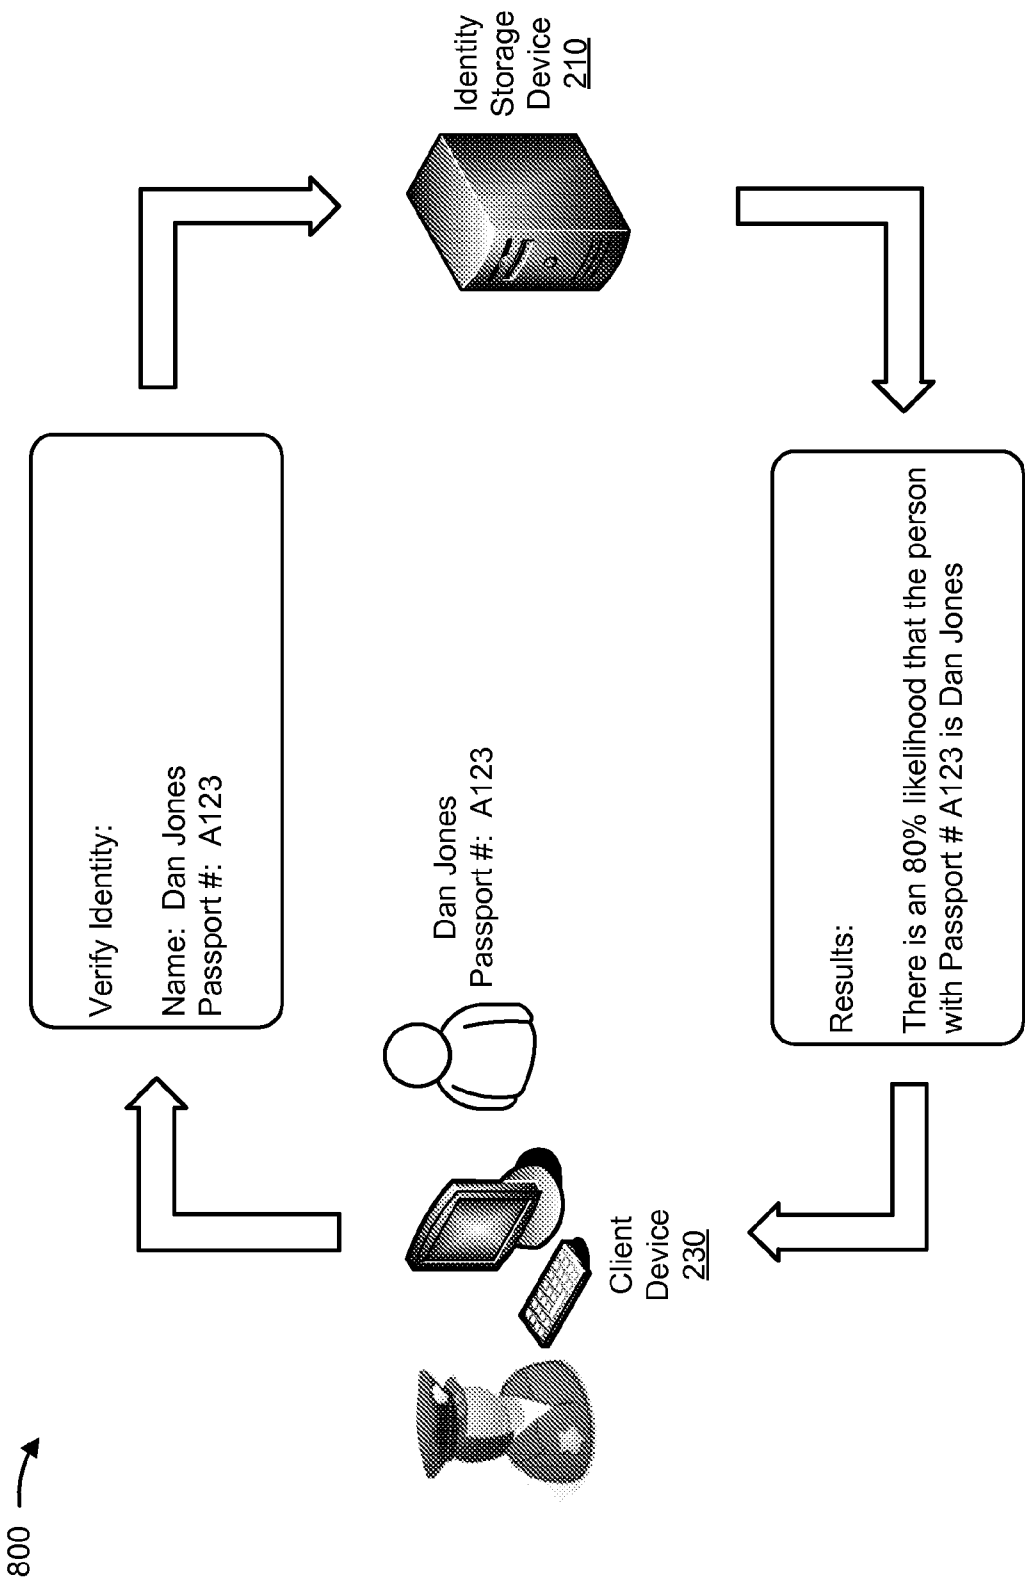 800
Verify Identity:
Name: Dan Jones
Passport #: A123
Dan Jones
Passport #: A123
Client
Device
230
Identity
Storage
Device
210
Results:
There is an 80% likelihood that the person
with Passport # A123 is Dan Jones